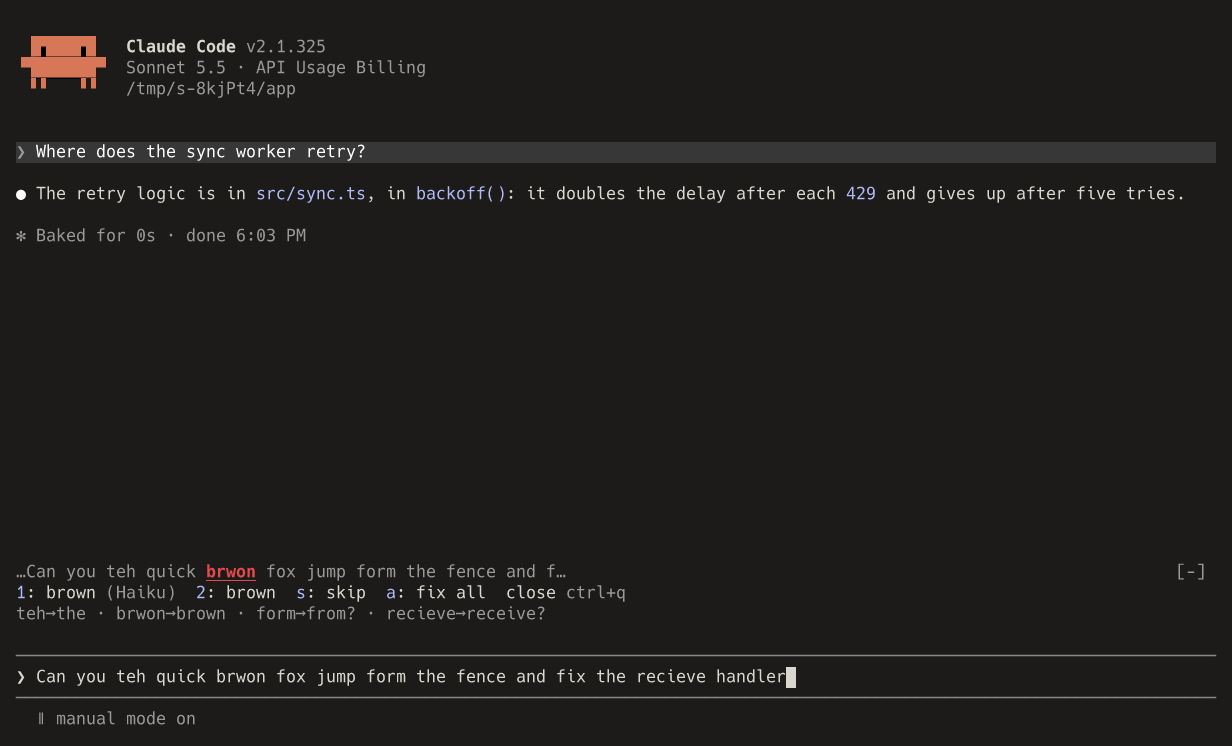 Claude Code v2.1.325
Sonnet 5.5 · API Usage Billing
/tmp/s-8kjPt4/app
❯ Where does the sync worker retry?
● The retry logic is in src/sync.ts, in backoff(): it doubles the delay after each 429 and gives up after five tries.
✻ Baked for 0s · done 6:03 PM
…Can you teh quick brwon fox jump form the fence and f… [-]
1: brown (Haiku)  2: brown  s: skip  a: fix all  close ctrl+q
teh→the · brwon→brown · form→from? · recieve→receive?
❯ Can you teh quick brwon fox jump form the fence and fix the recieve handler
⏸ manual mode on